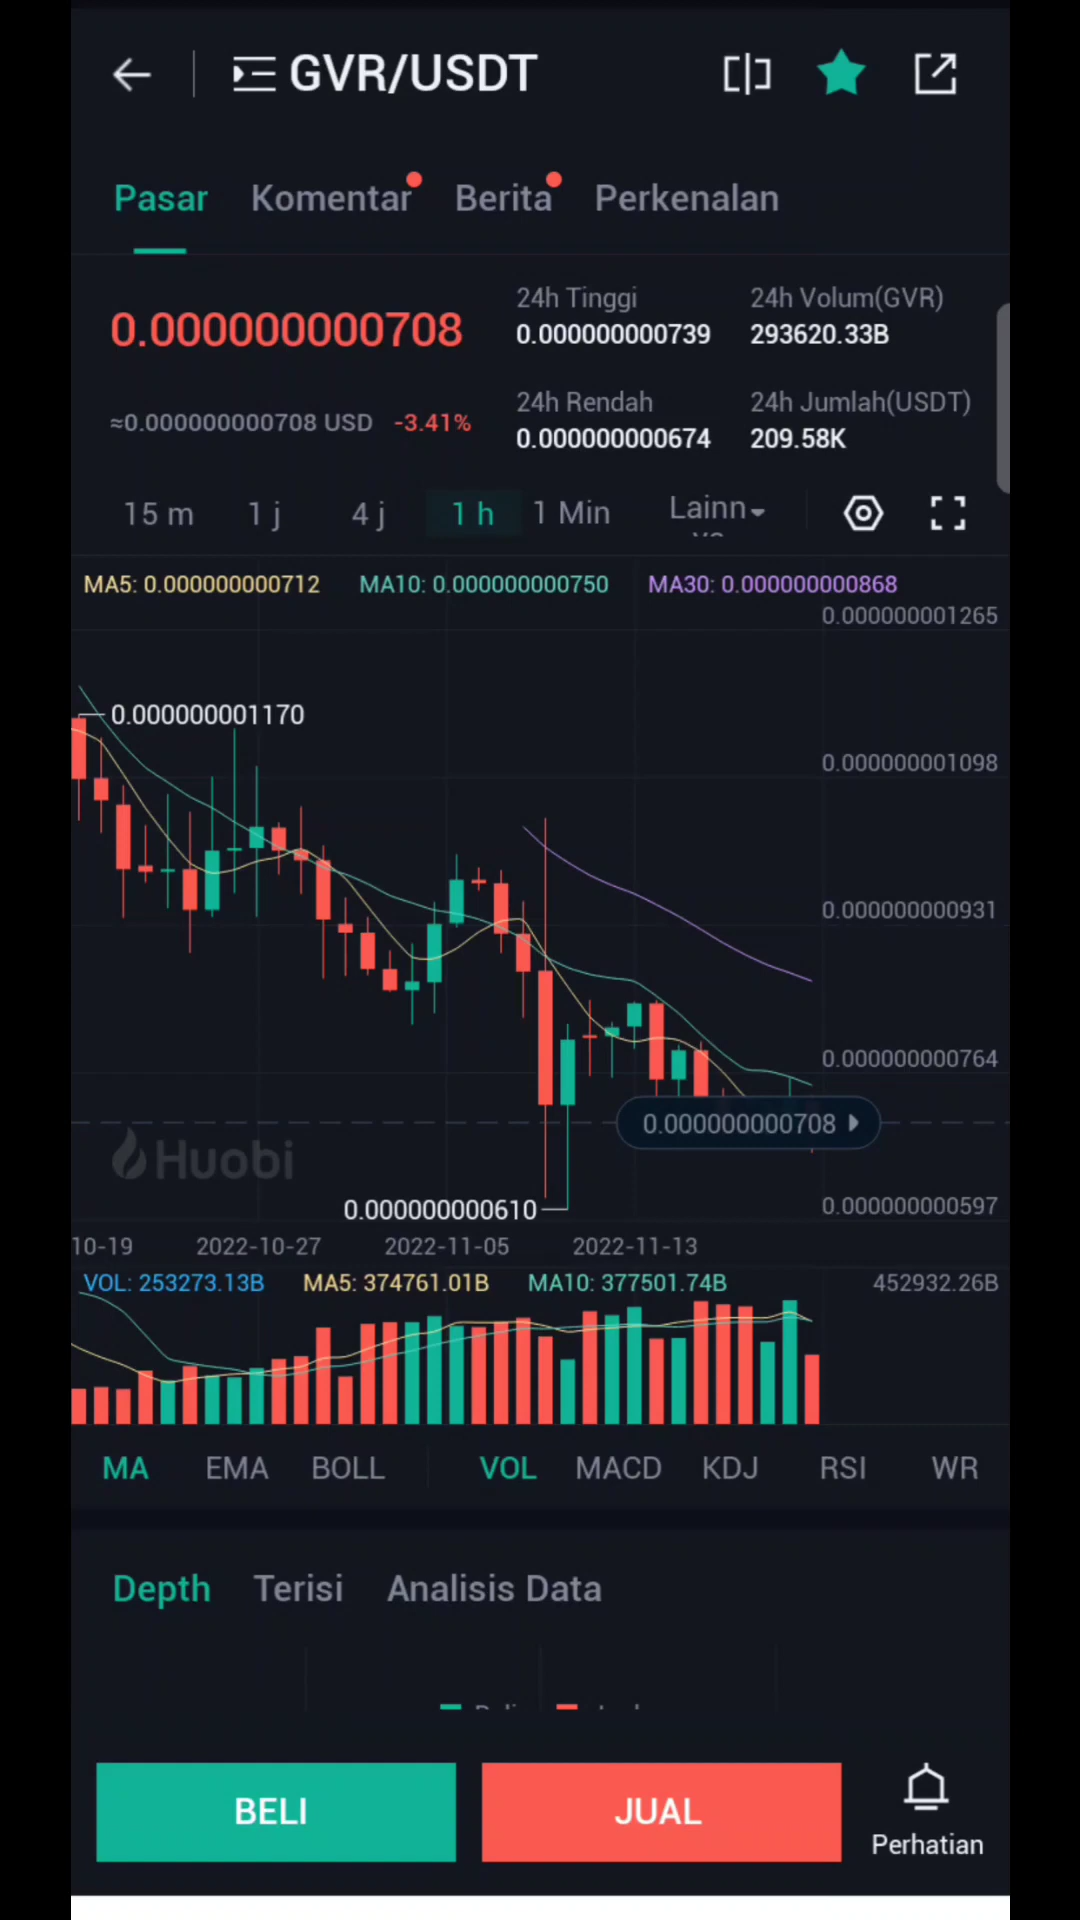 GVR/USDT
Pasar Komentar Berita Perkenalan
0.000000000708
≈0.000000000708 USD -3.41%
24h Tinggi
0.000000000739
24h Volum(GVR)
293620.33B
24h Rendah
0.000000000674
24h Jumlah(USDT)
209.58K
15 m 1 j 4 j 1 h 1 Min Lainn
MA5: 0.000000000712 MA10: 0.000000000750 MA30: 0.000000000868
0.000000001265
0.000000001170
0.000000001098
0.000000000931
0.000000000764
0.000000000708
Huobi
0.000000000610
0.000000000597
10-19 2022-10-27 2022-11-05 2022-11-13
VOL: 253273.13B MA5: 374761.01B MA10: 377501.74B 452932.26B
MA EMA BOLL VOL MACD KDJ RSI WR
Depth Terisi Analisis Data
BELI JUAL Perhatian